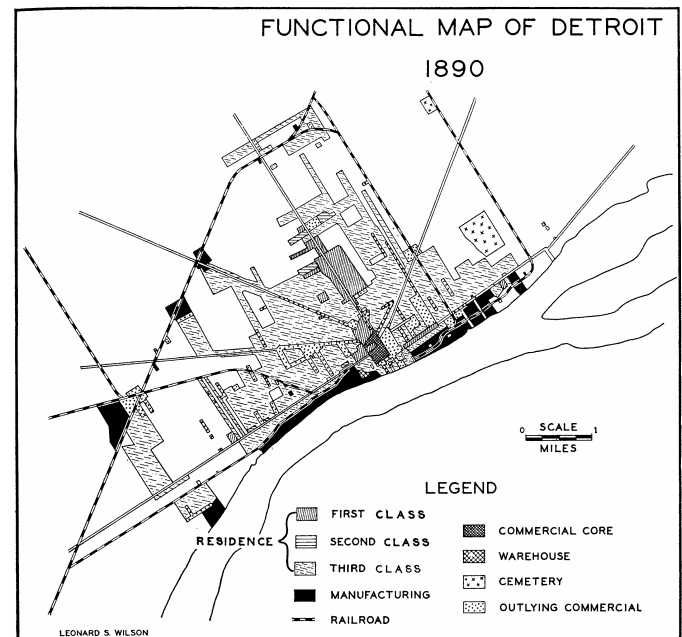 FUNCTIONAL MAP OF DETROIT
1890
0 SCALE 1
MILES
LEGEND
RESIDENCE
FIRST CLASS
SECOND CLASS
THIRD CLASS
MANUFACTURING
RAILROAD
COMMERCIAL CORE
WAREHOUSE
CEMETERY
OUTLYING COMMERCIAL
LEONARD S. WILSON